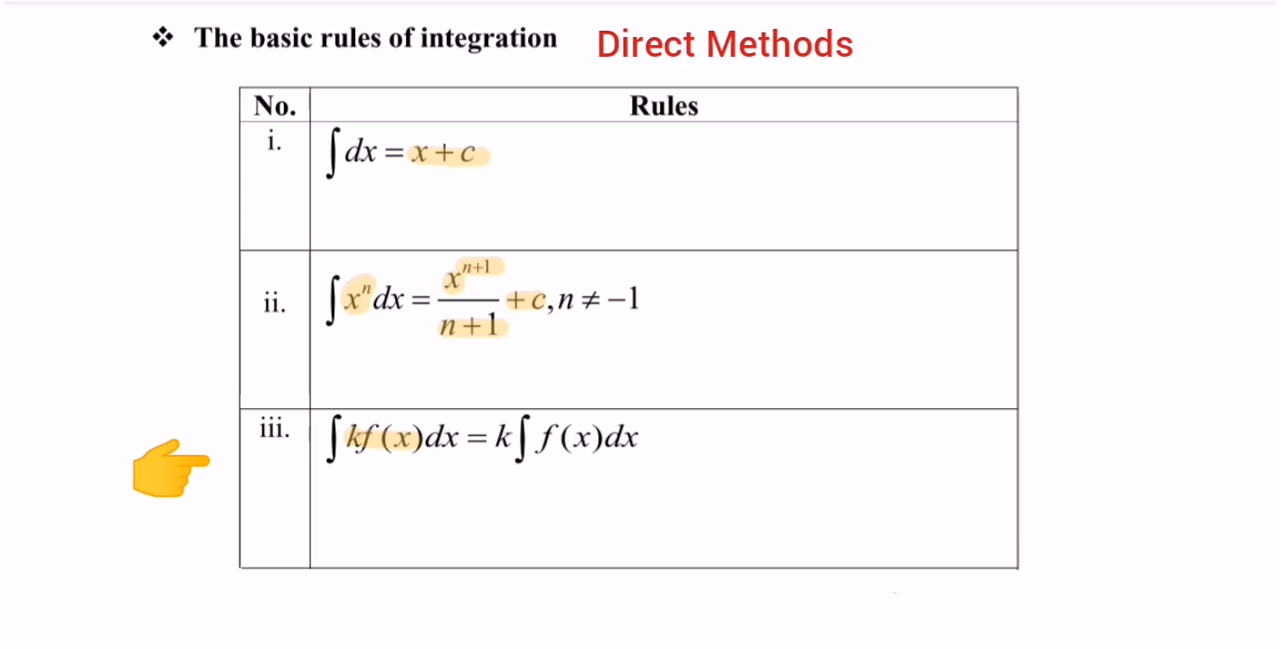 ❖ The basic rules of integration Direct Methods
No. Rules
i. ∫dx = x + c
ii. ∫xⁿdx = xⁿ⁺¹/(n+1) + c, n ≠ −1
iii. ∫kf(x)dx = k∫f(x)dx